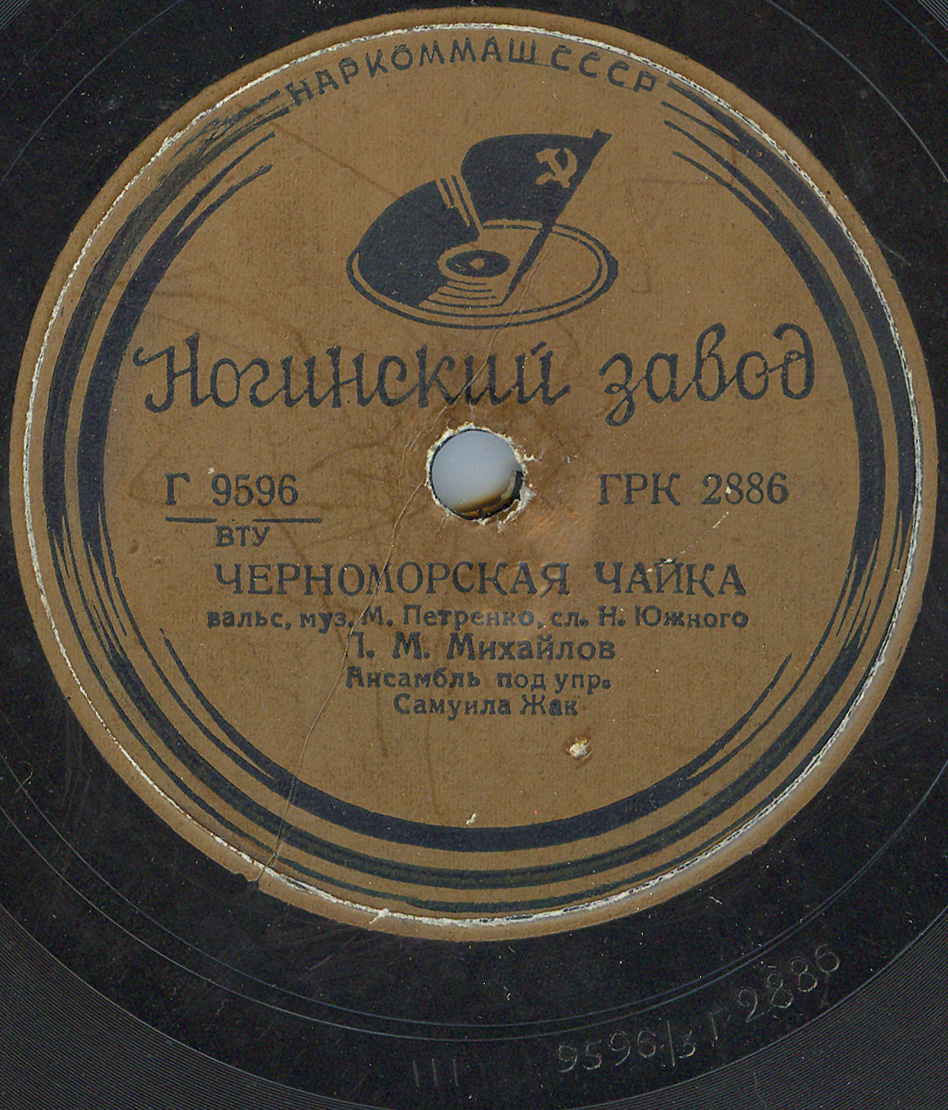 НАРКОММАШ СССР
Ногинский завод
Г 9596 ГРК 2886
ВТУ
ЧЕРНОМОРСКАЯ ЧАЙКА
вальс, муз. М. Петренко, сл. Н. Южного
М. Михайлов
Ансамбль под упр.
Самуила Жак
9596/3 Г 2886
III